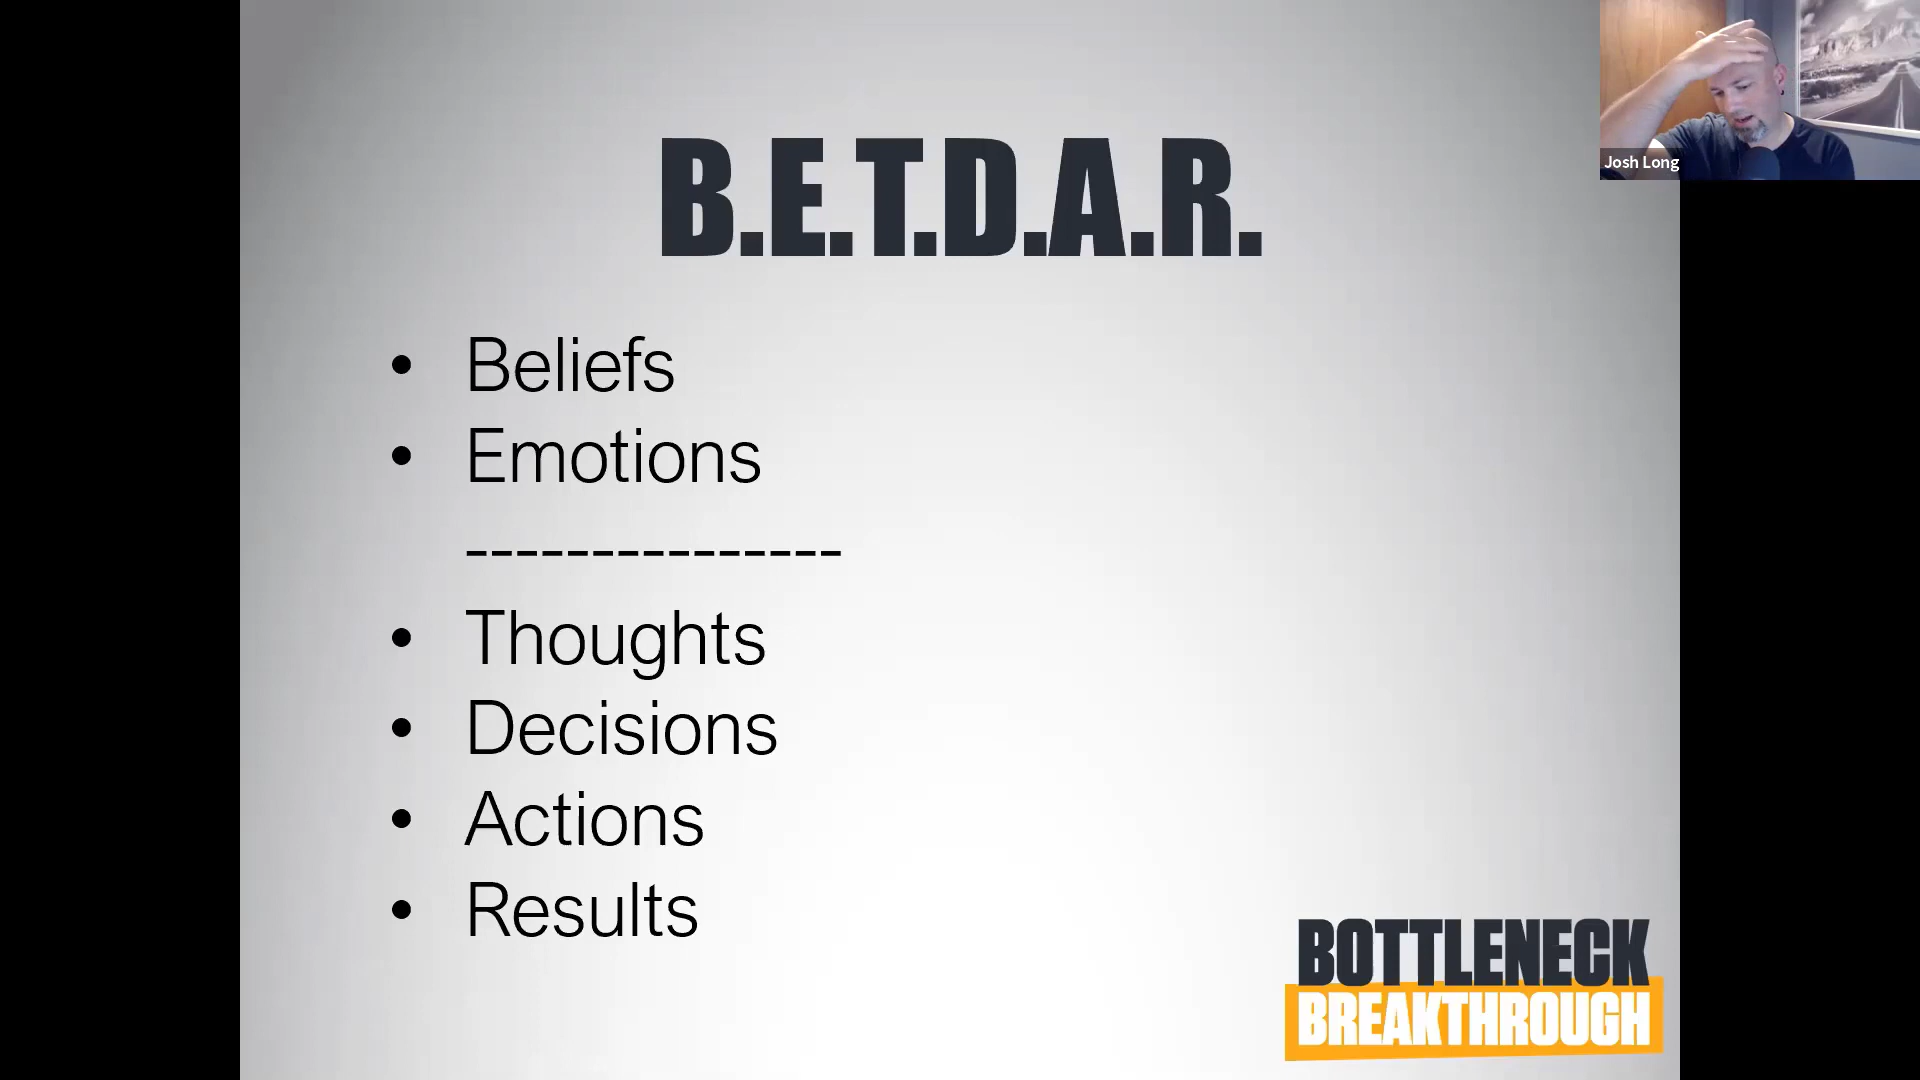 B.E.T.D.A.R.
Josh Long
• Beliefs
• Emotions
---------------
• Thoughts
• Decisions
• Actions
• Results
BOTTLENECK
BREAKTHROUGH